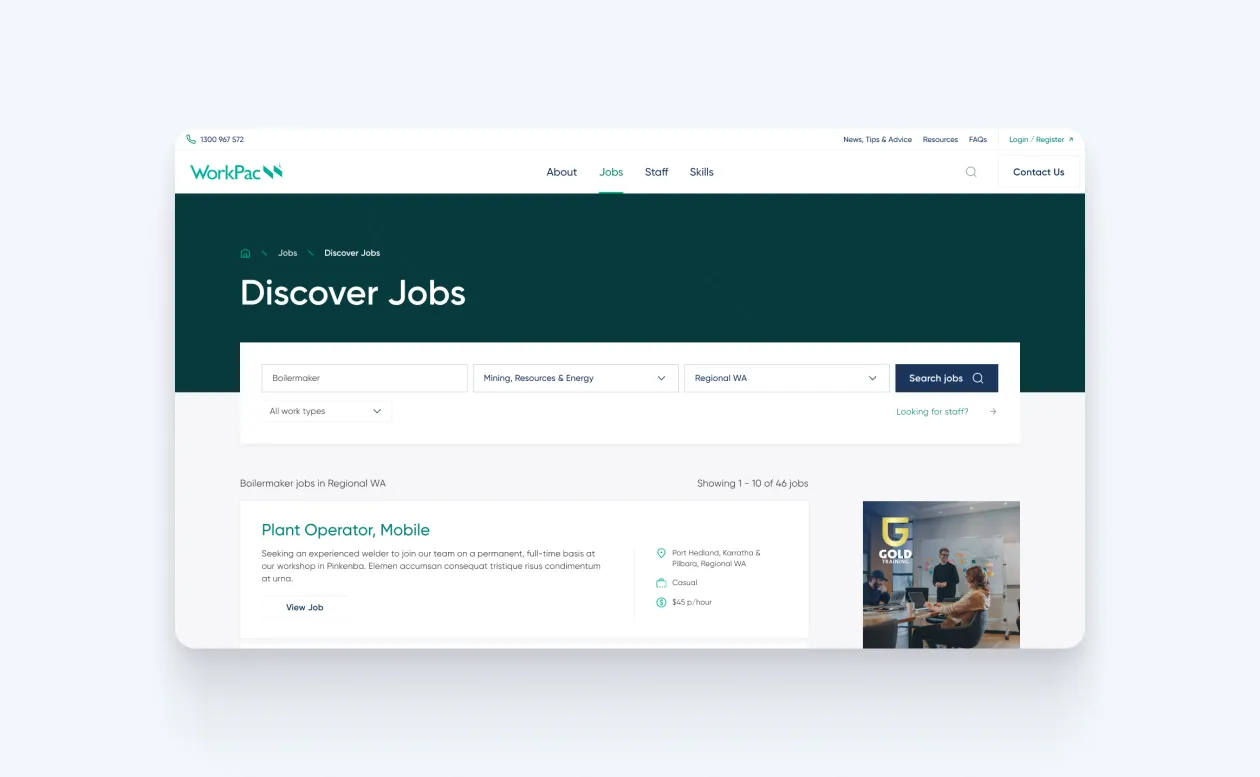 1300 967 572
News, Tips & Advice
Resources
FAQs
Login / Register
WorkPac
About
Jobs
Staff
Skills
Contact Us
Jobs
Discover Jobs
Discover Jobs
Boilermaker
Mining, Resources & Energy
Regional WA
Search jobs
All work types
Looking for staff?
Boilermaker jobs in Regional WA
Showing 1 - 10 of 46 jobs
Plant Operator, Mobile
Seeking an experienced welder to join our team on a permanent, full-time basis at
our workshop in Pinkenba. Elemen accumsan consequat tristique risus condimentum
at urna.
View Job
Port Hedland, Karratha &
Pilbara, Regional WA
Casual
$45 p/hour
GOLD
TRAINING